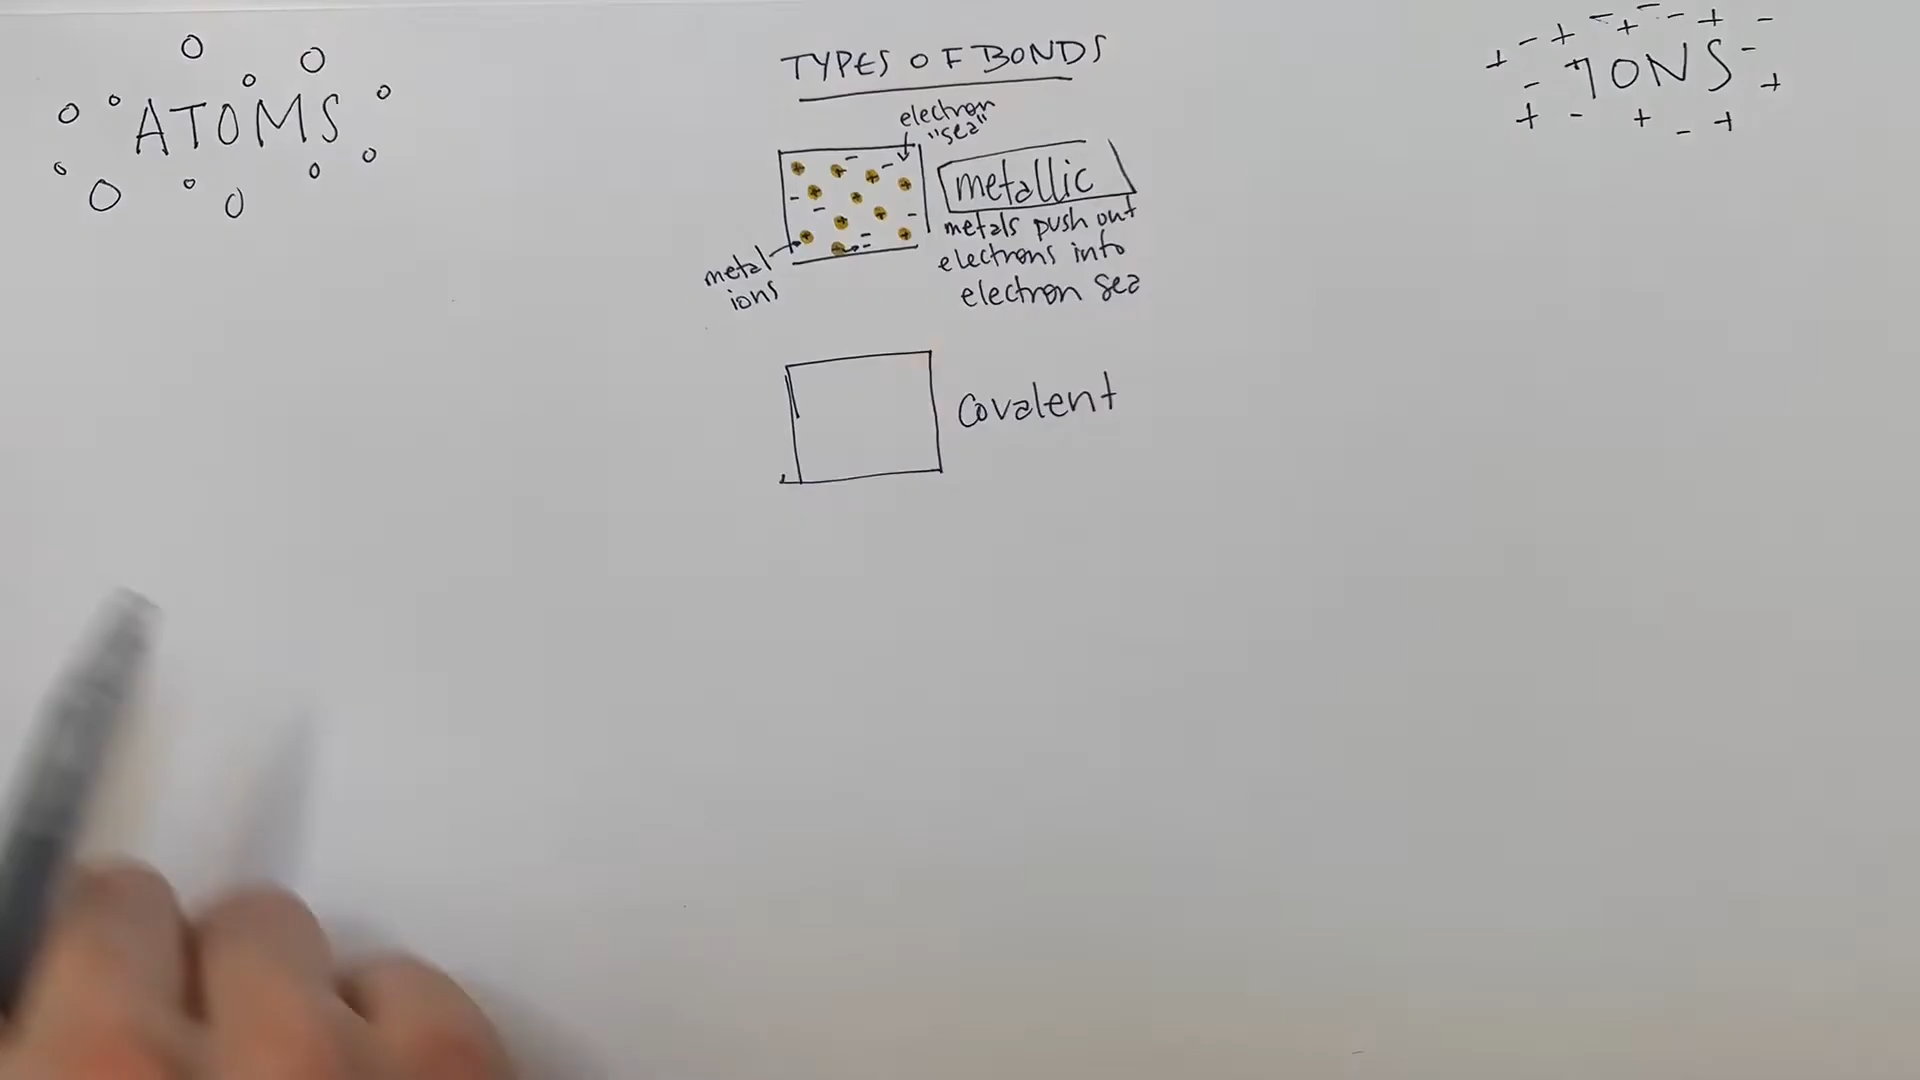 ATOMS
TYPES OF BONDS
electron
"sea"
metallic
metals push out
electrons into
electron sea
metal
ions
covalent
IONS